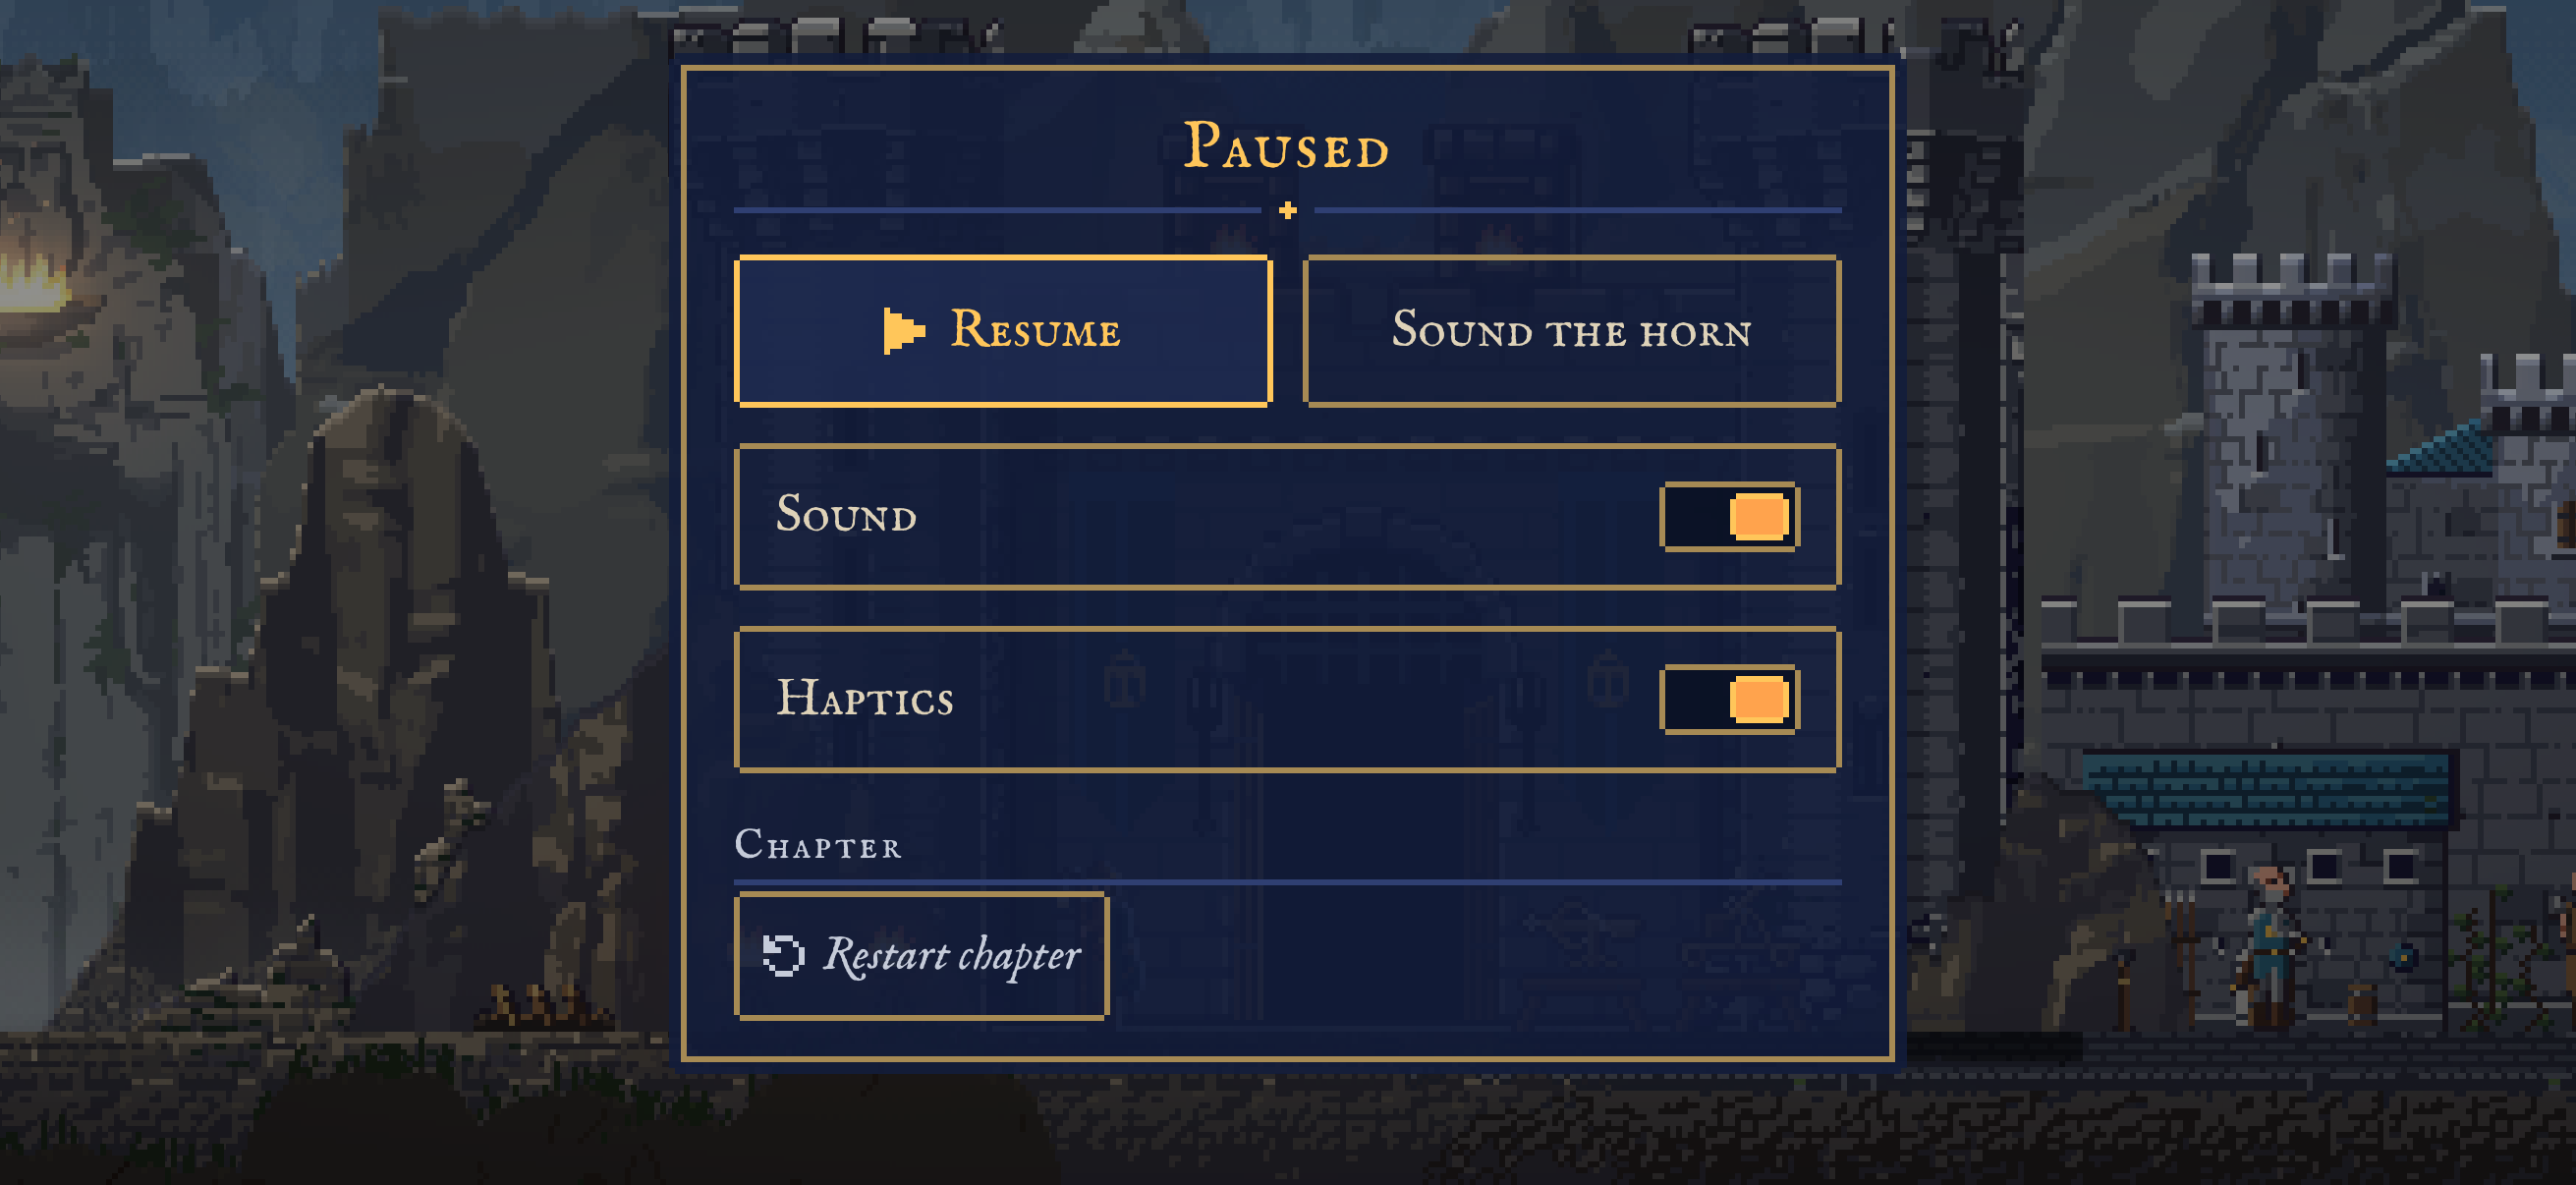 Paused
Resume
Sound the horn
Sound
Haptics
Chapter
Restart chapter